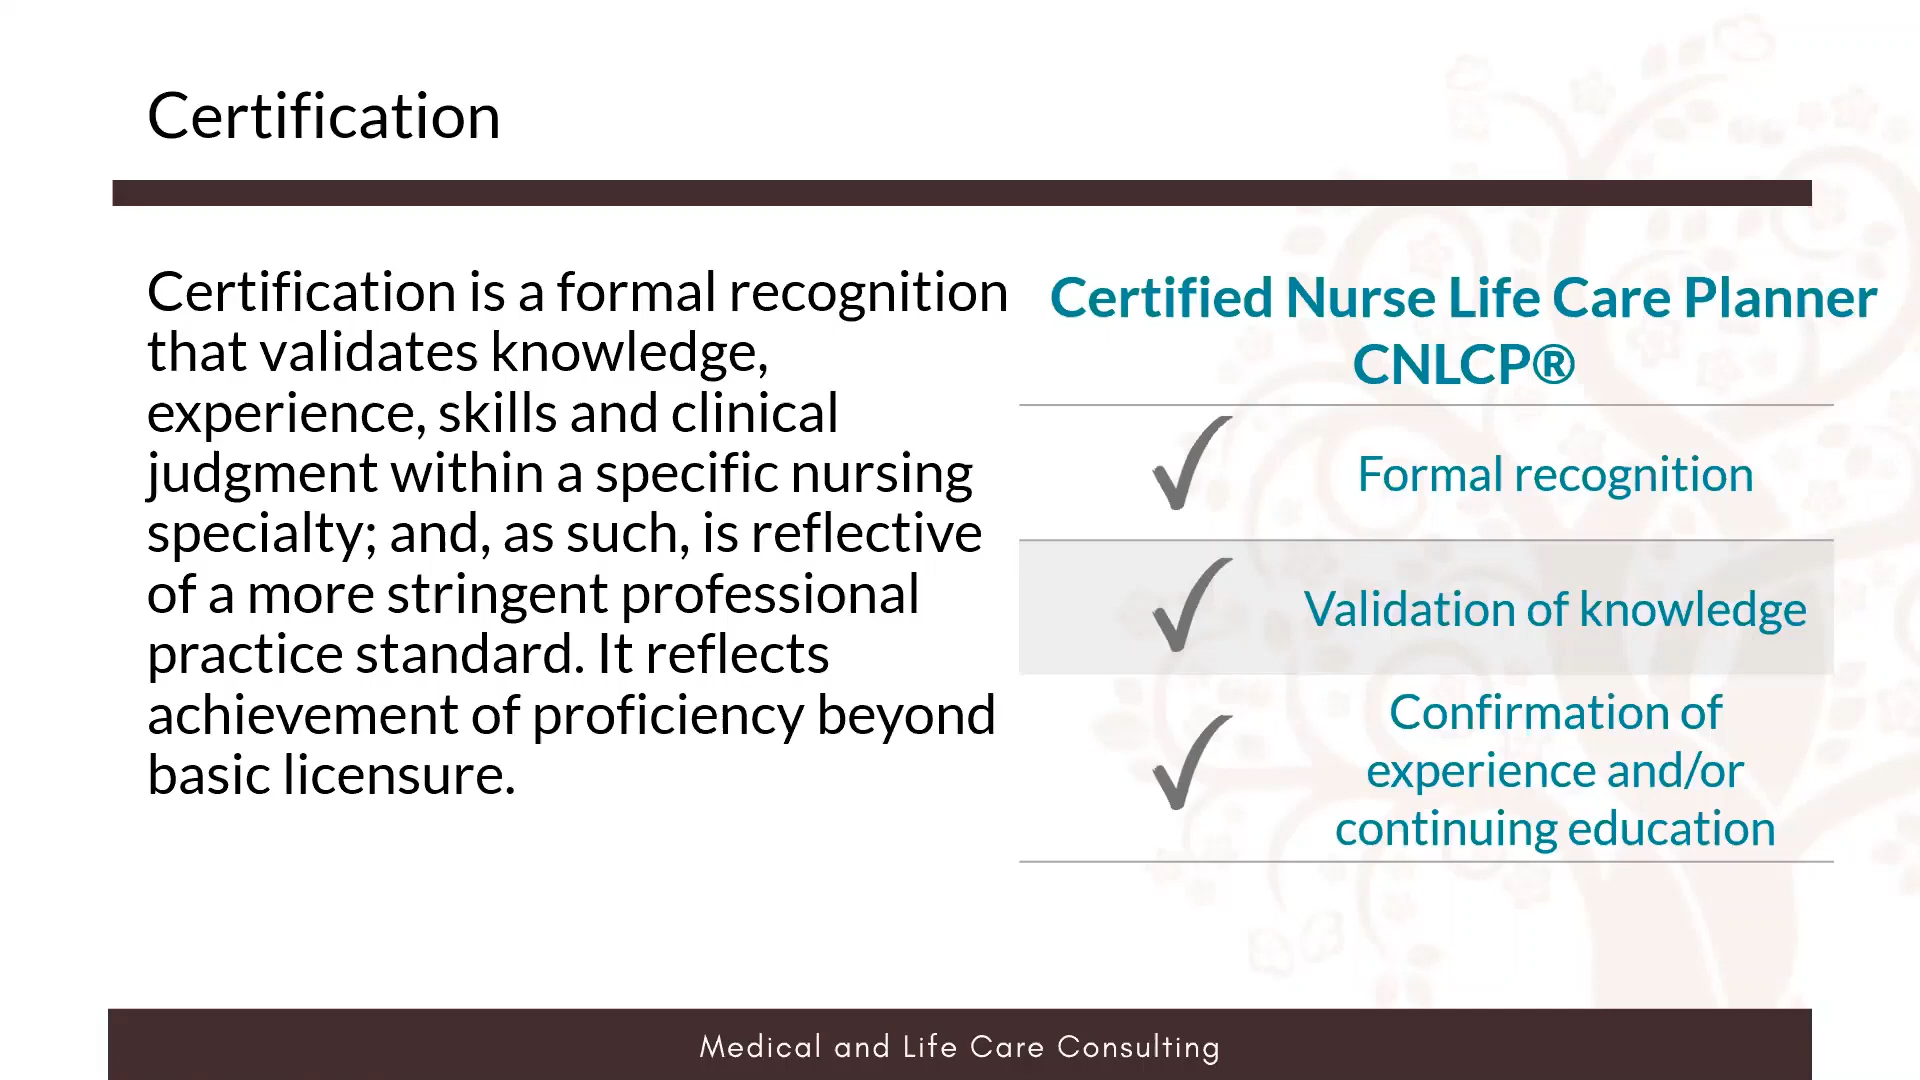 Certification
Certification is a formal recognition
that validates knowledge,
experience, skills and clinical
judgment within a specific nursing
specialty; and, as such, is reflective
of a more stringent professional
practice standard. It reflects
achievement of proficiency beyond
basic licensure.
Certified Nurse Life Care Planner
CNLCP®
Formal recognition
Validation of knowledge
Confirmation of
experience and/or
continuing education
Medical and Life Care Consulting